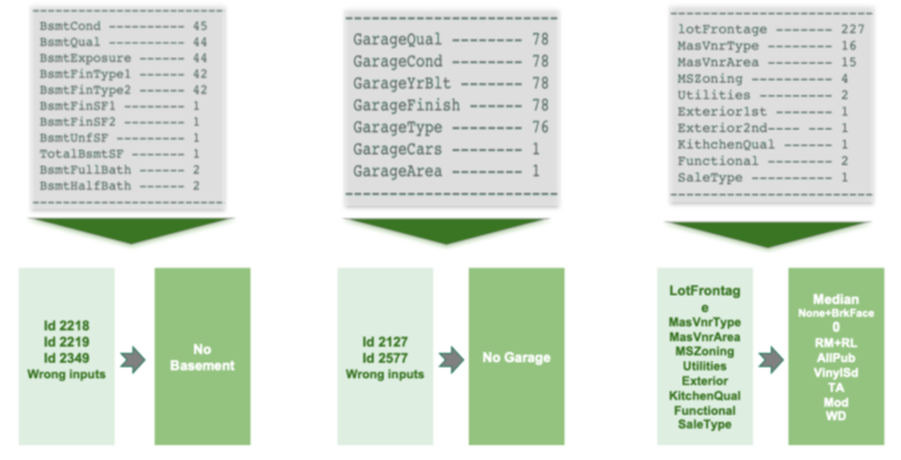 BsmtCond ---------- 45
BsmtQual ---------- 44
BsmtExposure ------ 44
BsmtFinType1 ------ 42
BsmtFinType2 ------ 42
BsmtFinSF1 -------- 1
BsmtFinSF2 -------- 1
BsmtUnfSF --------- 1
TotalBsmtSF ------- 1
BsmtFullBath ------ 2
BsmtHalfBath ------ 2
Id 2218
Id 2219
Id 2349
Wrong inputs
No
Basement
GarageQual ------- 78
GarageCond ------- 78
GarageYrBlt ------ 78
GarageFinish ------ 78
GarageType ------- 76
GarageCars ------- 1
GarageArea ------- 1
Id 2127
Id 2577
Wrong inputs
No Garage
lotFrontage ------- 227
MasVnrType -------- 16
MasVnrArea -------- 15
MSZoning ---------- 4
Utilities --------- 2
Exterior1st ------- 1
Exterior2nd---- --- 1
KithchenQual ------ 1
Functional -------- 2
SaleType ---------- 1
LotFrontag
e
MasVnrType
MasVnrArea
MSZoning
Utilities
Exterior
KitchenQual
Functional
SaleType
Median
None+BrkFace
0
RM+RL
AllPub
VinylSd
TA
Mod
WD